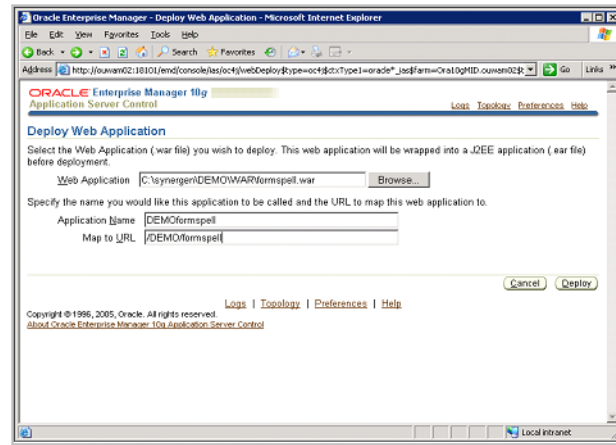 Oracle Enterprise Manager - Deploy Web Application - Microsoft Internet Explorer
File Edit View Favorites Tools Help
Back Search Favorites
Address http://ouwam02:18101/emd/console/ias/oc4j/webDeploy$type=oc4j$ctxType1=oracle*_ias$farm=Ora10gMID.ouwam02 Go Links »
ORACLE Enterprise Manager 10g
Application Server Control
Logs Topology Preferences Help
Deploy Web Application
Select the Web Application (.war file) you wish to deploy. This web application will be wrapped into a J2EE application (.ear file)
before deployment.
Web Application C:\synergen\DEMO\WAR\formspell.war Browse...
Specify the name you would like this application to be called and the URL to map this web application to.
Application Name DEMOformspell
Map to URL /DEMO/formspell
Cancel Deploy
Logs | Topology | Preferences | Help
Copyright © 1996, 2005, Oracle. All rights reserved.
About Oracle Enterprise Manager 10g Application Server Control
Local intranet